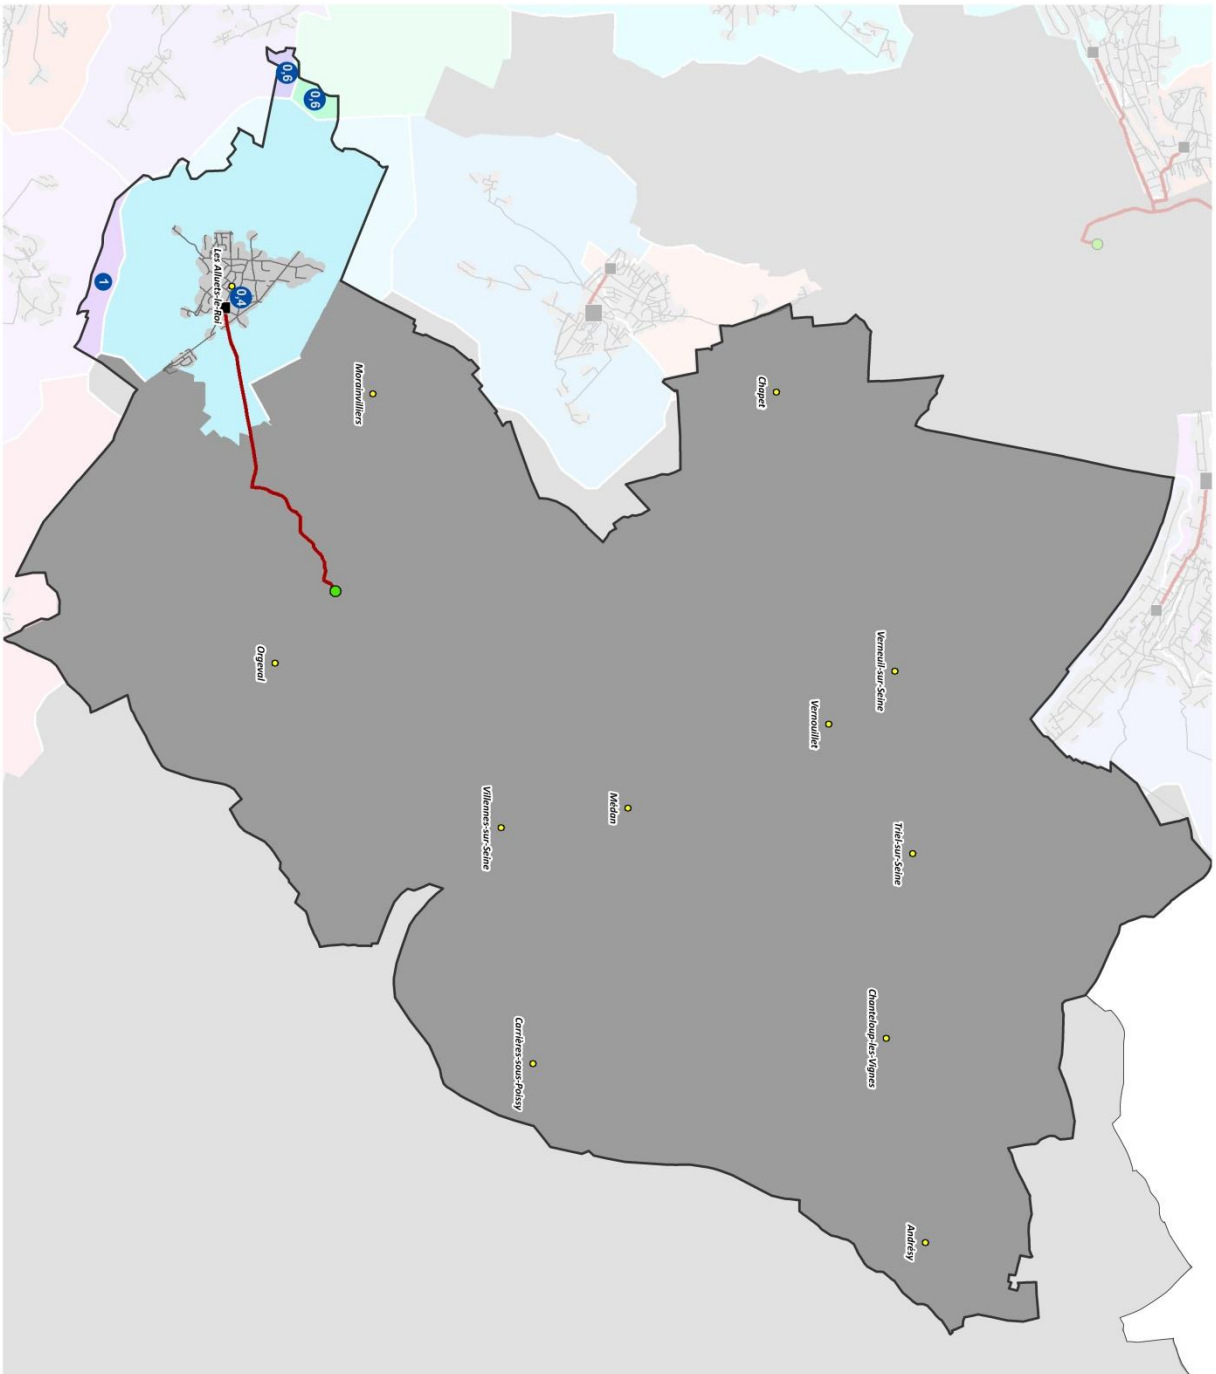 0,6
0,6
Les Alluets-le-Roi
0,4
1
Morainvilliers
Chapet
Orgeval
Verneuil-sur-Seine
Vernouillet
Médan
Villennes-sur-Seine
Triel-sur-Seine
Chanteloup-les-Vignes
Carrières-sous-Poissy
Andrésy